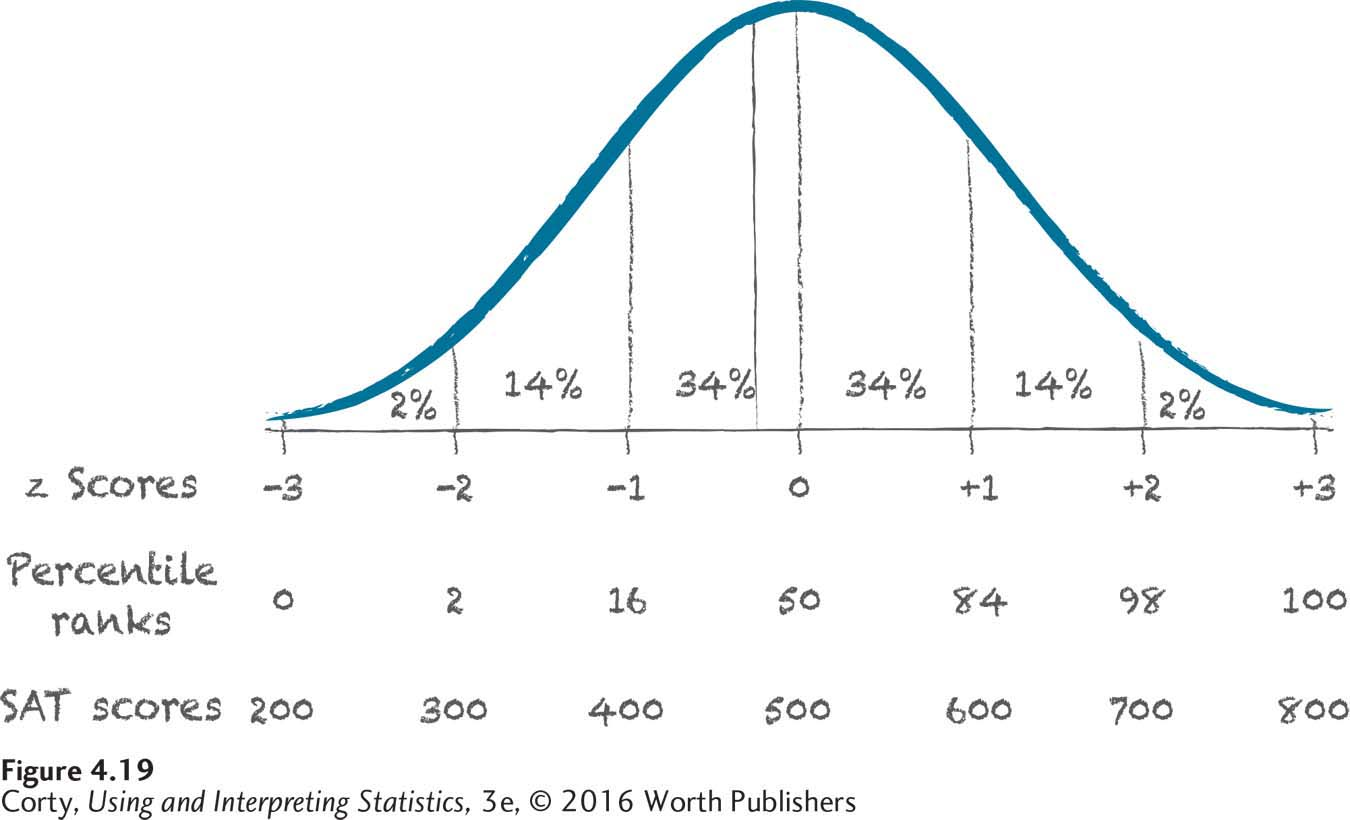 2% 14% 34% 34% 14% 2%
z Scores -3 -2 -1 0 +1 +2 +3
Percentile
ranks 0 2 16 50 84 98 100
SAT scores 200 300 400 500 600 700 800
Figure 4.19
Corty, Using and Interpreting Statistics, 3e, © 2016 Worth Publishers